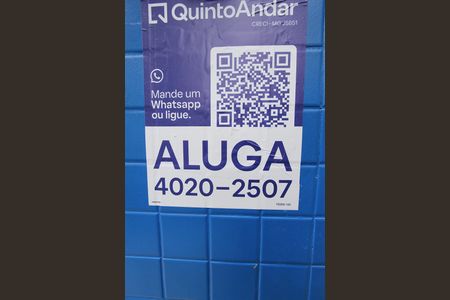 QuintoAndar
Mande um
Whatsapp
ou ligue.
ALUGA
4020-2507